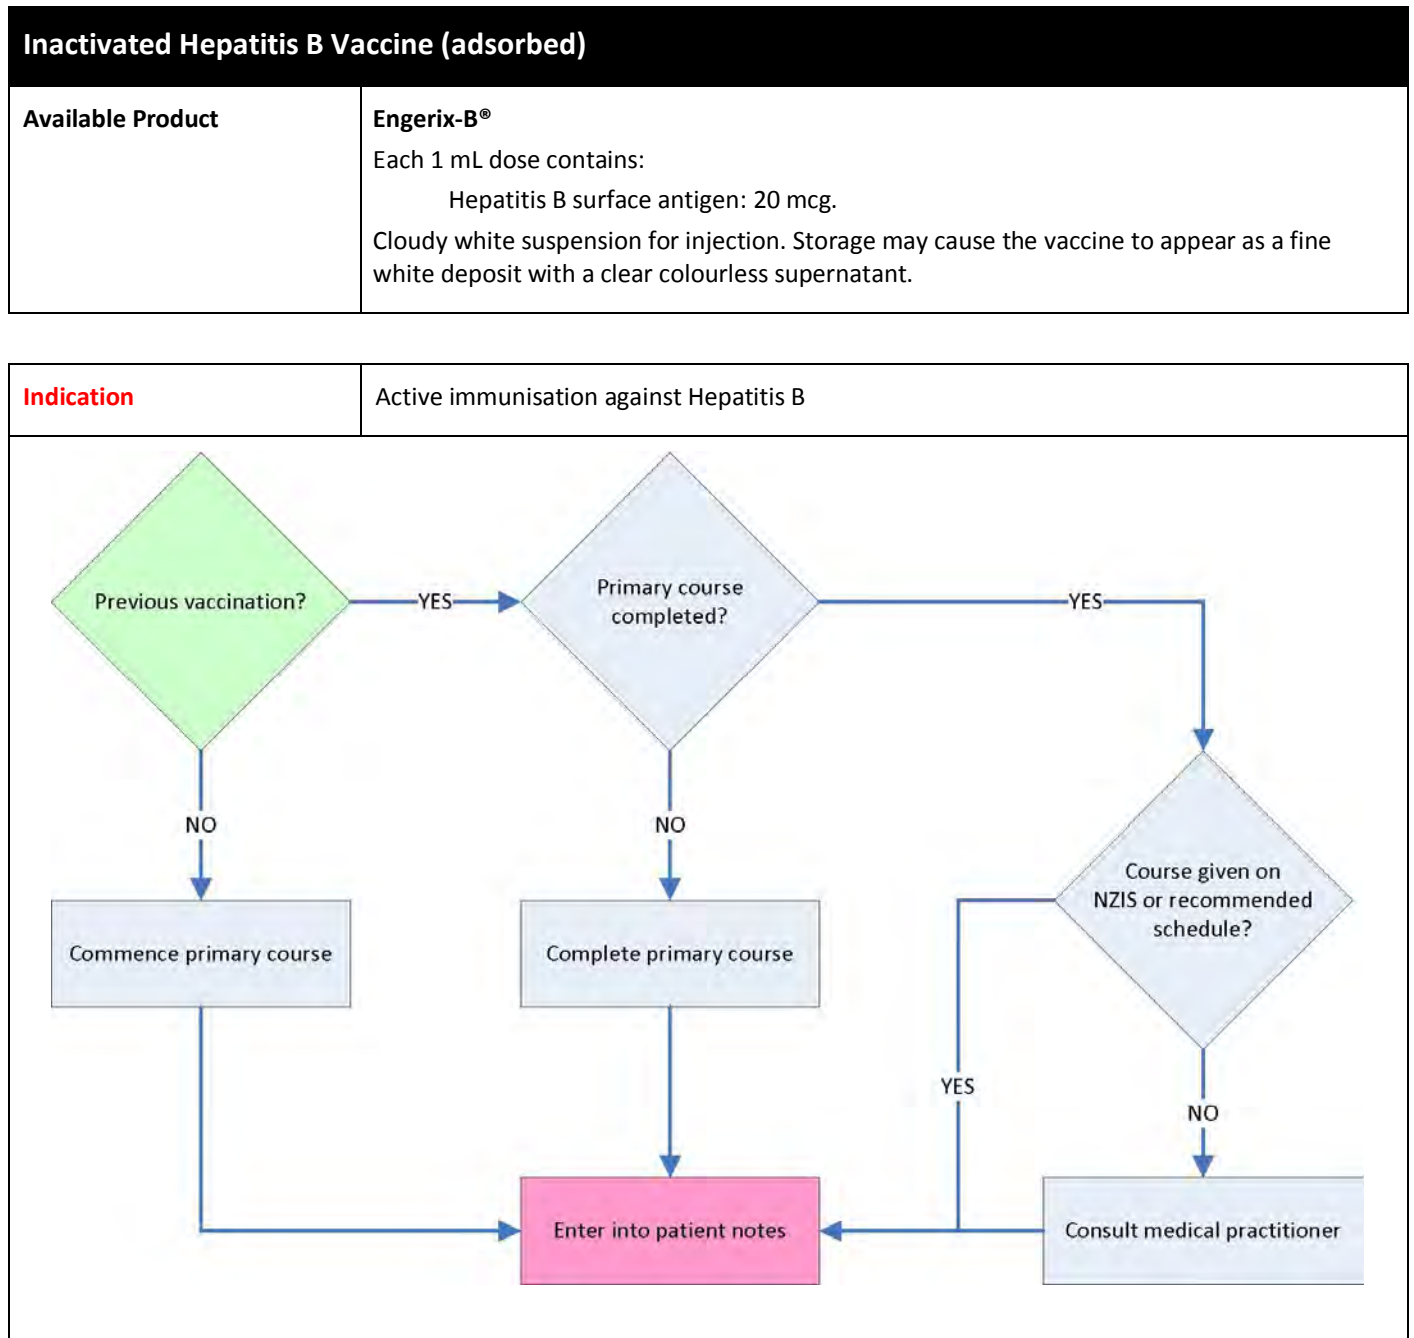 Inactivated Hepatitis B Vaccine (adsorbed)
Available Product
Engerix-B®
Each 1 mL dose contains:
Hepatitis B surface antigen: 20 mcg.
Cloudy white suspension for injection. Storage may cause the vaccine to appear as a fine
white deposit with a clear colourless supernatant.
Indication
Active immunisation against Hepatitis B
Previous vaccination?
YES
Primary course
completed?
YES
NO
NO
Course given on
NZIS or recommended
schedule?
Commence primary course
Complete primary course
YES
NO
Enter into patient notes
Consult medical practitioner